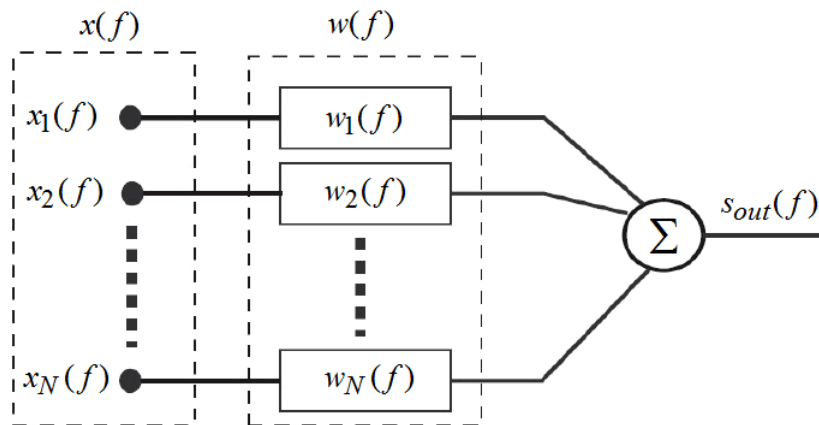 x(f) w(f)
x1(f) w1(f)
x2(f) w2(f)
Σ sout(f)
xN(f) wN(f)